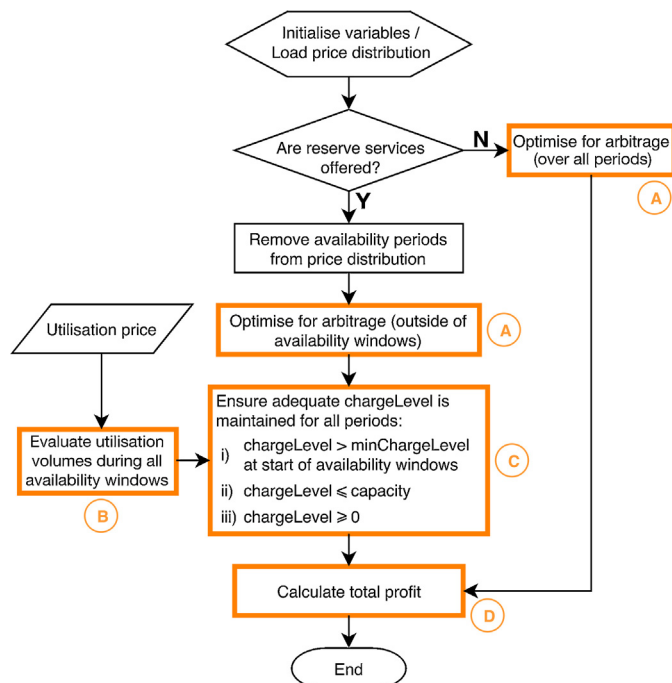 Initialise variables /
Load price distribution
Are reserve services
offered?
N
Optimise for arbitrage
(over all periods)
A
Y
Remove availability periods
from price distribution
Utilisation price
Optimise for arbitrage (outside of
availability windows)
A
Evaluate utilisation
volumes during all
availability windows
B
Ensure adequate chargeLevel is
maintained for all periods:
i) chargeLevel > minChargeLevel
at start of availability windows
ii) chargeLevel ⩽ capacity
iii) chargeLevel ⩾ 0
C
Calculate total profit
D
End